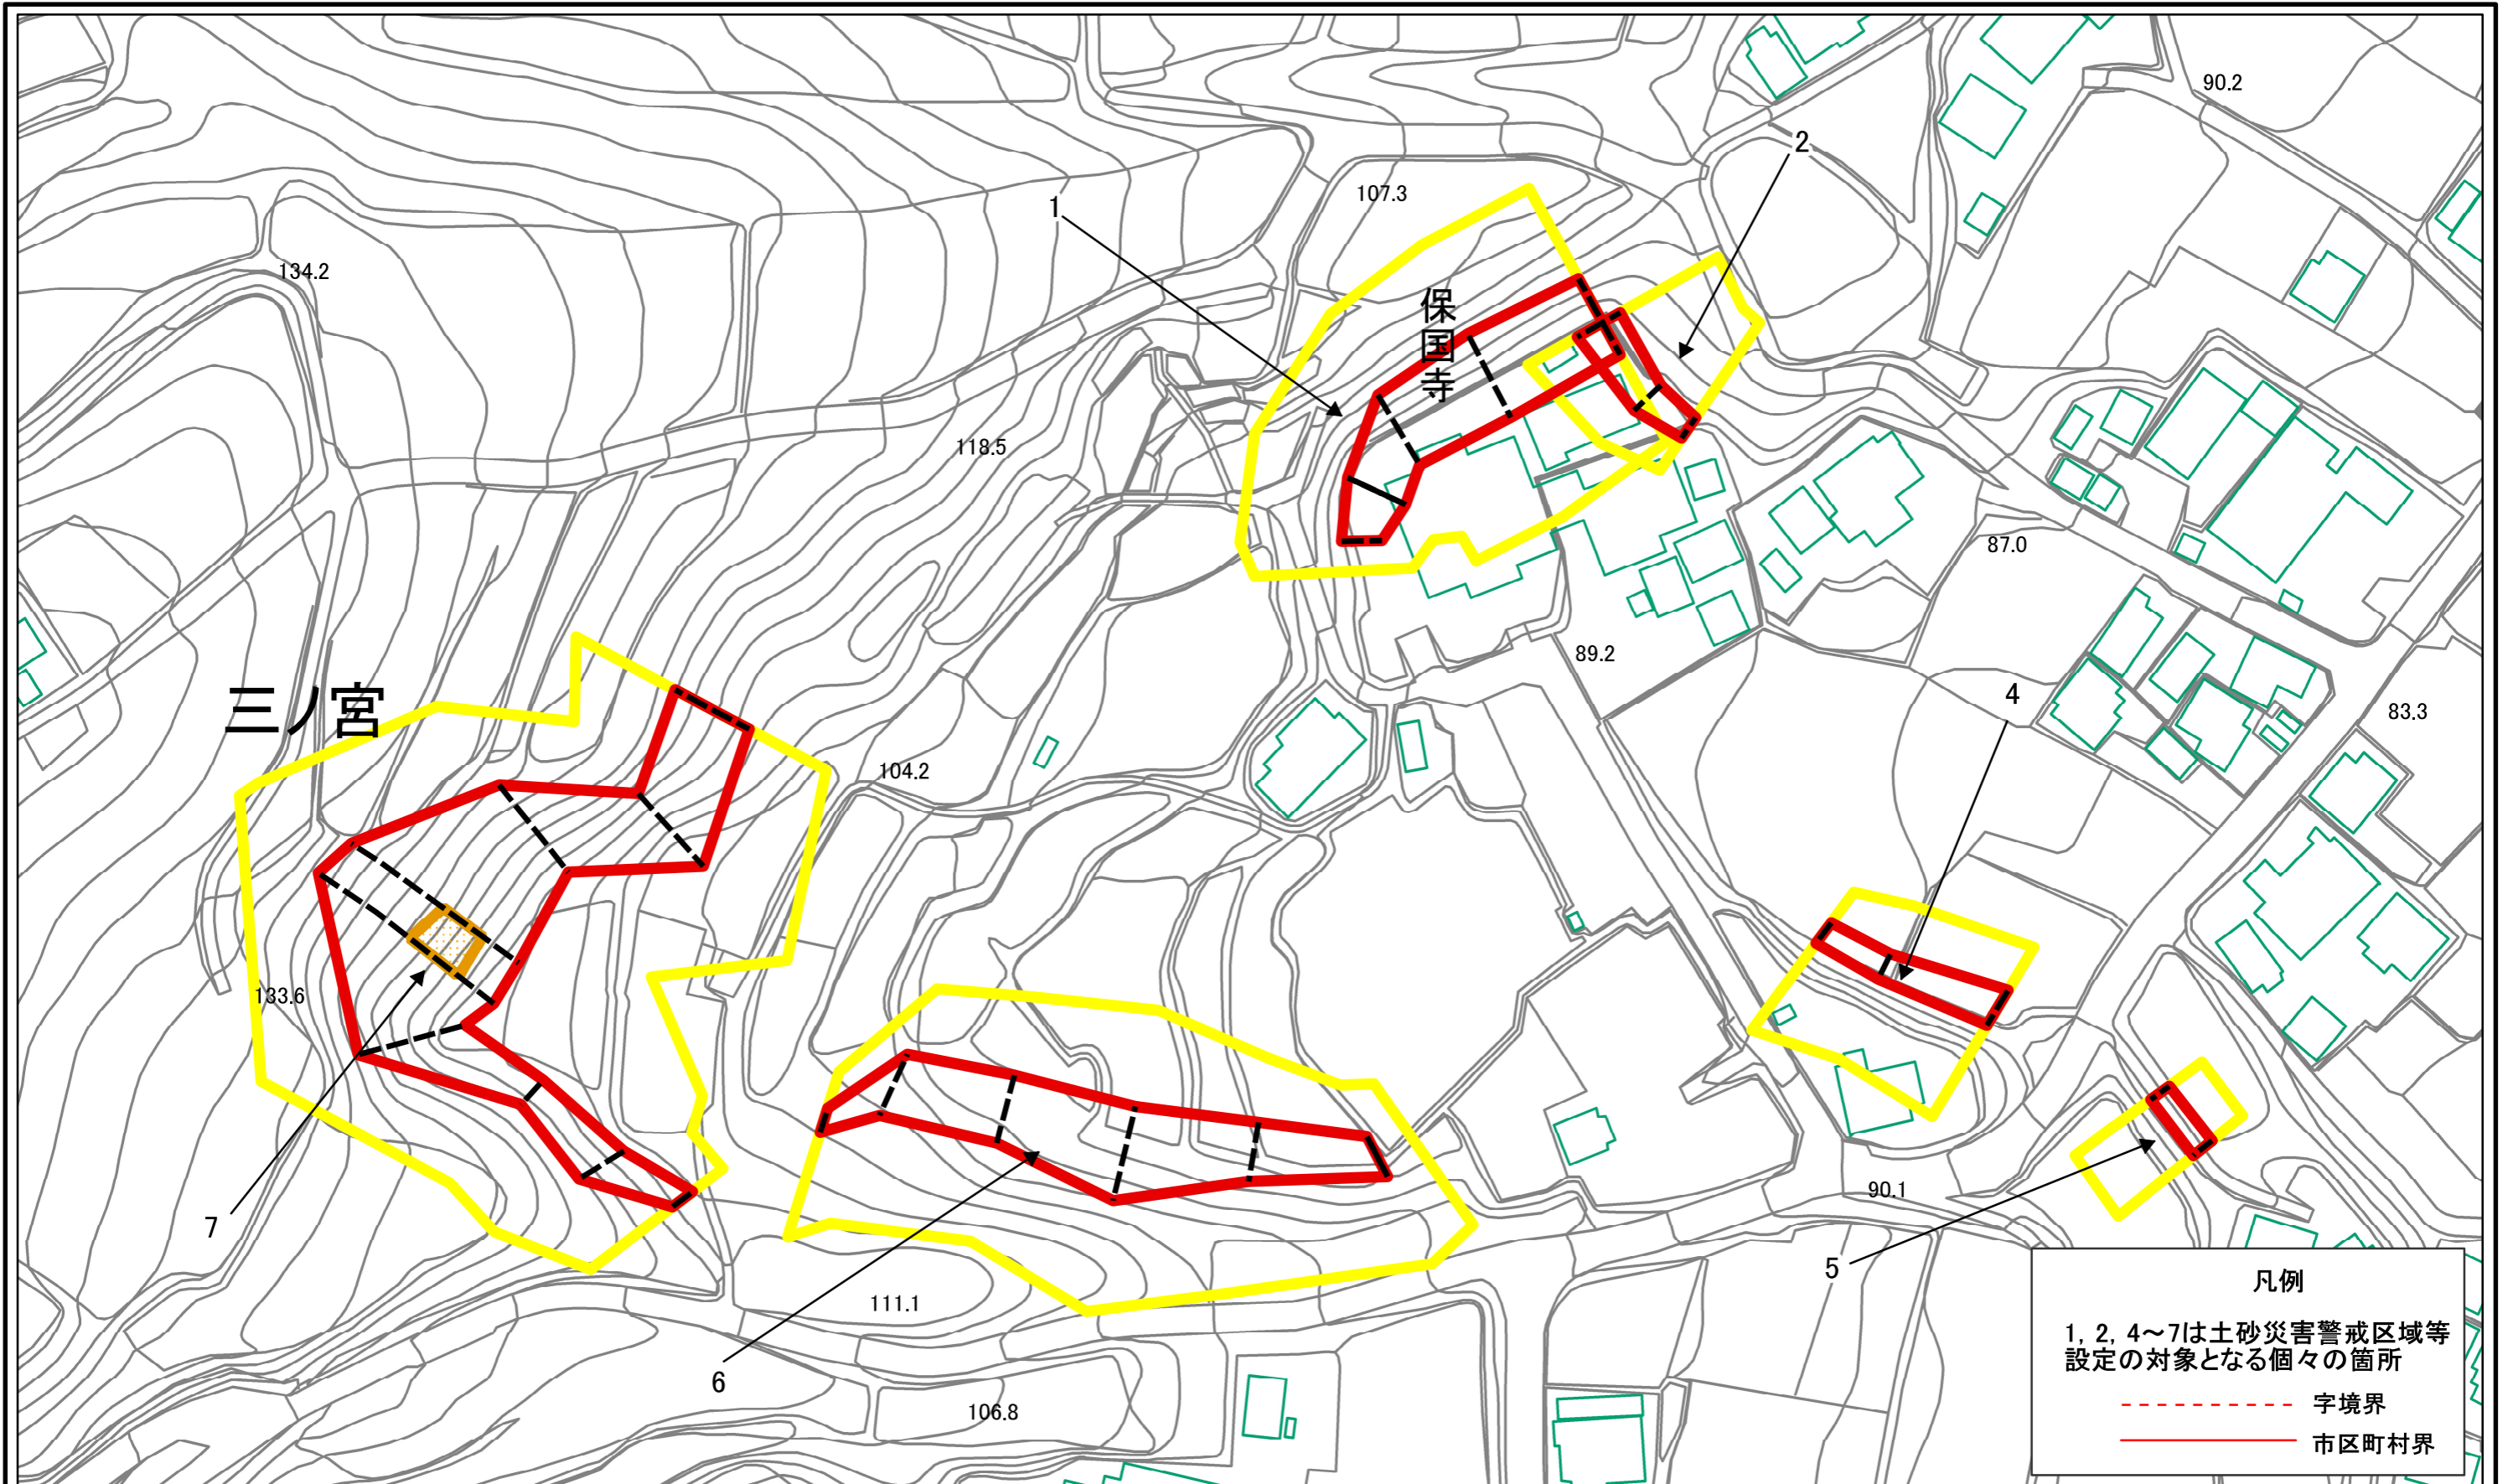 90.2
2
107.3
1
134.2
保国寺
118.5
87.0
89.2
4
三ノ宮
83.3
104.2
133.6
90.1
7
5
111.1
6
106.8
凡例
1, 2, 4～7は土砂災害警戒区域等
設定の対象となる個々の箇所
字境界
市区町村界